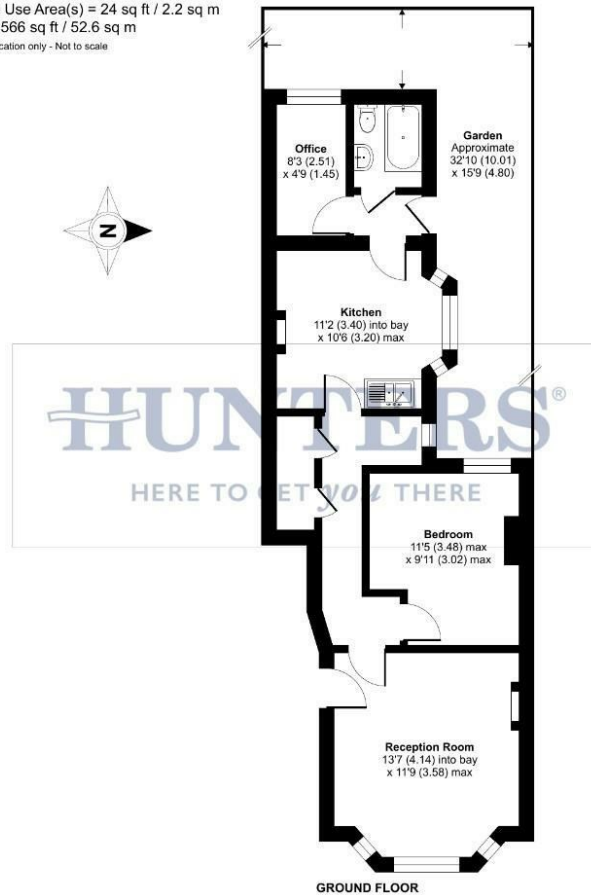 Use Area(s) = 24 sq ft / 2.2 sq m
566 sq ft / 52.6 sq m
cation only - Not to scale
Office
8'3 (2.51)
x 4'9 (1.45)
Garden
Approximate
32'10 (10.01)
x 15'9 (4.80)
N
Kitchen
11'2 (3.40) into bay
x 10'6 (3.20) max
HUNTERS®
HERE TO GET you THERE
Bedroom
11'5 (3.48) max
x 9'11 (3.02) max
Reception Room
13'7 (4.14) into bay
x 11'9 (3.58) max
GROUND FLOOR